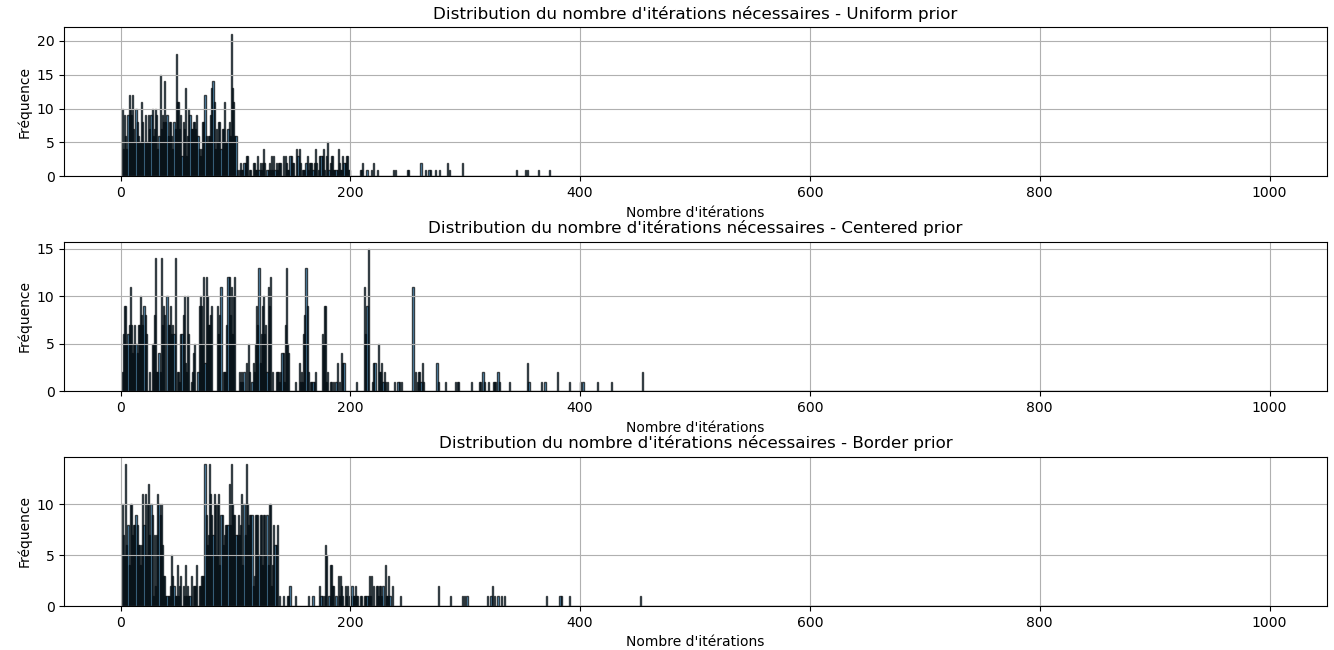 Distribution du nombre d'itérations nécessaires - Uniform prior
20
15
10
5
0
Fréquence
0 200 400 600 800 1000
Nombre d'itérations
Distribution du nombre d'itérations nécessaires - Centered prior
15
10
5
0
Fréquence
0 200 400 600 800 1000
Nombre d'itérations
Distribution du nombre d'itérations nécessaires - Border prior
10
5
0
Fréquence
0 200 400 600 800 1000
Nombre d'itérations